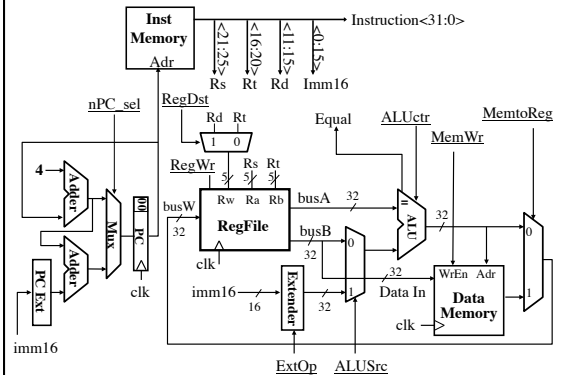 Inst
Memory
Adr
Instruction<31:0>
<21:25>
<16:20>
<11:15>
<0:15>
Rs Rt Rd Imm16
nPC_sel
RegDst
Rd Rt
1 0
Equal
ALUctr
MemtoReg
MemWr
RegWr
Rs Rt
5 5 5
4
Adder
Adder
Mux
00
PC
clk
PC Ext
imm16
busW
32
Rw Ra Rb
RegFile
clk
busA
32
busB
32
=
ALU
32
0
1
imm16
16
Extender
32
ExtOp
ALUSrc
32
Data In
clk
WrEn Adr
Data
Memory
0
1